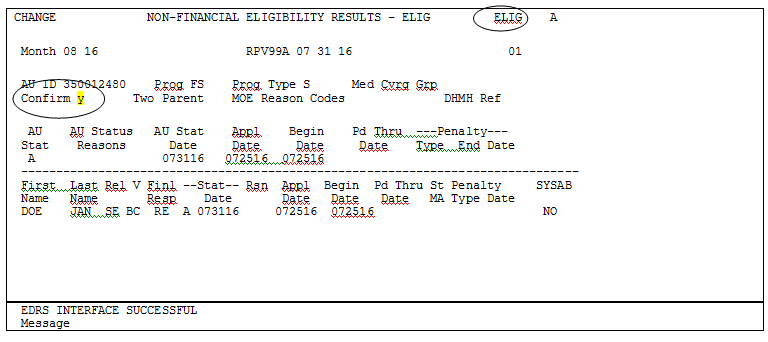 CHANGE NON-FINANCIAL ELIGIBILITY RESULTS - ELIG ELIG A
Month 08 16 RPV99A 07 31 16 01
AU ID 350012480 Prog FS Prog Type S Med Cvrg Grp
Confirm y Two Parent MOE Reason Codes DHMH Ref
AU AU Status AU Stat Appl Begin Pd Thru ---Penalty---
Stat Reasons Date Date Date Date Type End Date
A 073116 072516 072516
First Last Rel V Finl --Stat-- Rsn Appl Begin Pd Thru St Penalty SYSAB
Name Name Resp Date Date Date Date MA Type Date
DOE JAN SE BC RE A 073116 072516 072516 NO
EDRS INTERFACE SUCCESSFUL
Message